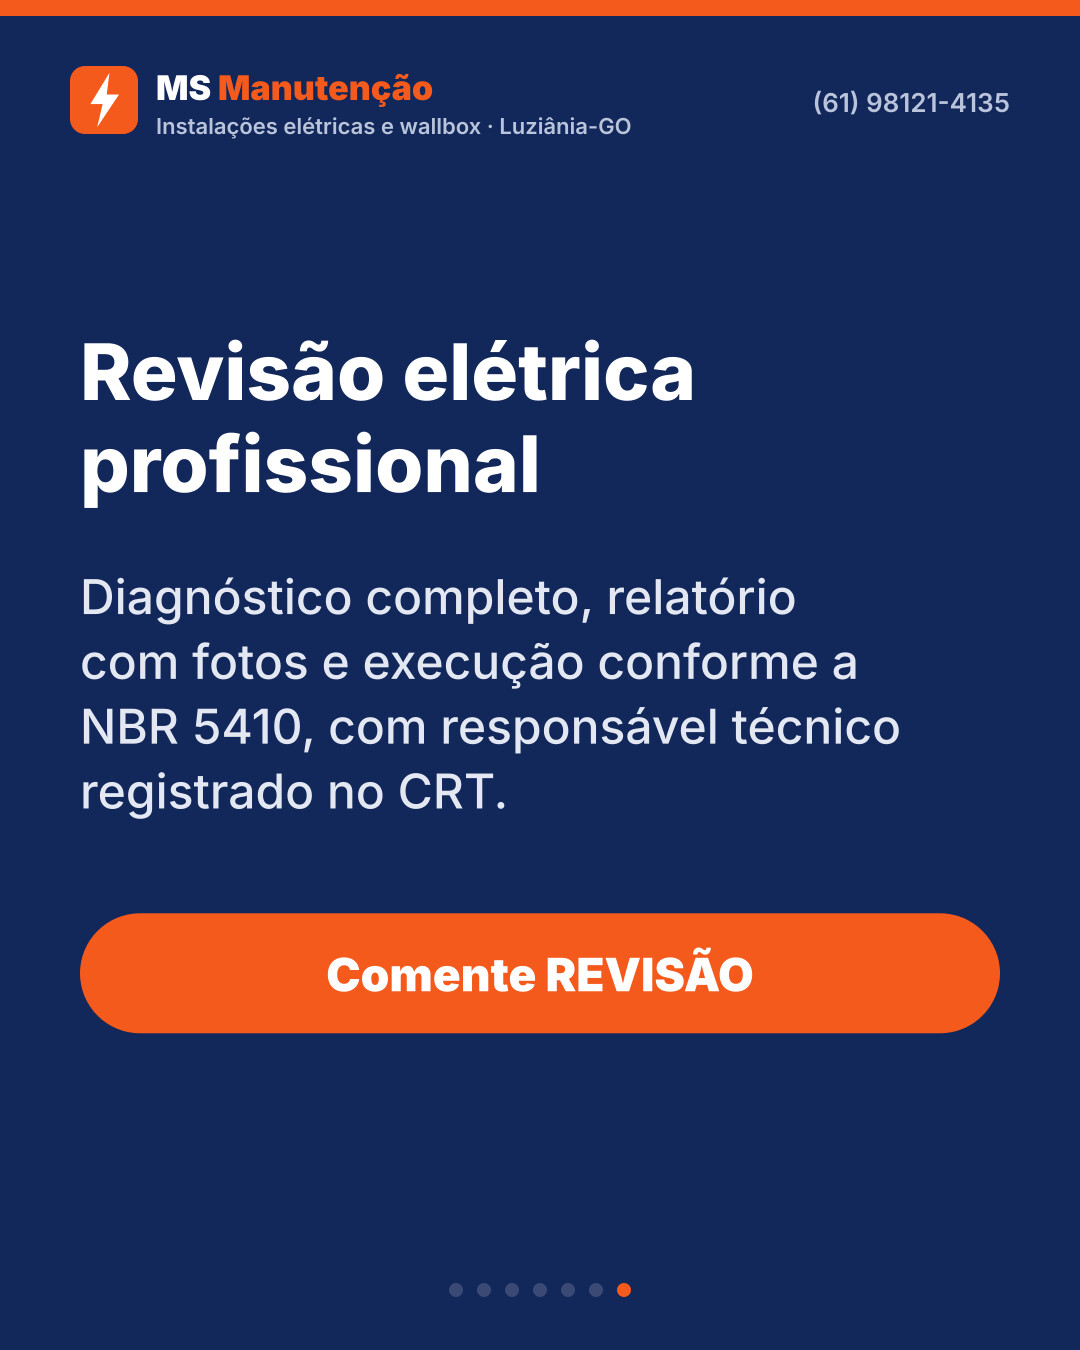 MS Manutenção
Instalações elétricas e wallbox · Luziânia-GO
(61) 98121-4135
Revisão elétrica
profissional
Diagnóstico completo, relatório
com fotos e execução conforme a
NBR 5410, com responsável técnico
registrado no CRT.
Comente REVISÃO